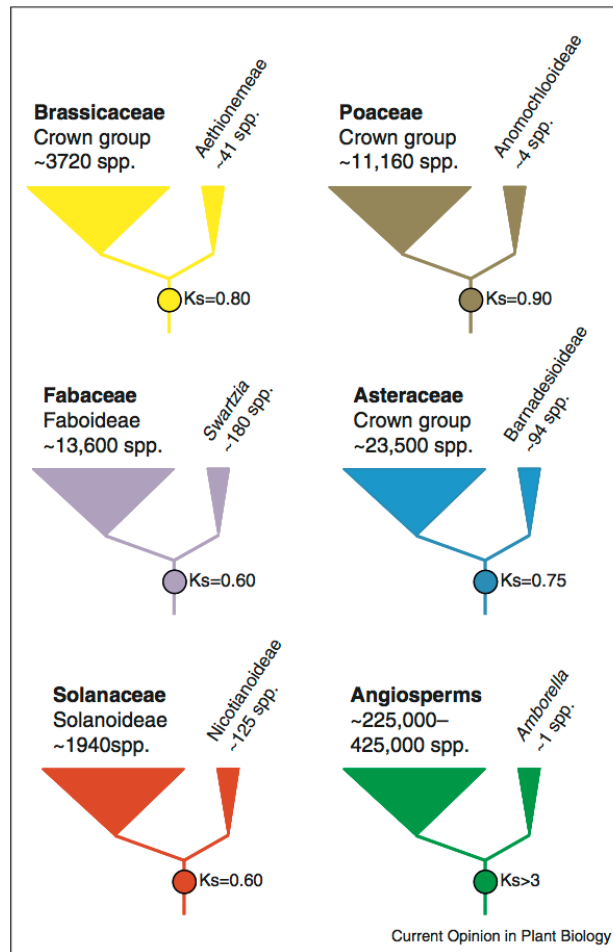 Brassicaceae
Crown group
~3720 spp.
Aethionemeae
~41 spp.
Ks=0.80
Poaceae
Crown group
~11,160 spp.
Anomochlooideae
~4 spp.
Ks=0.90
Fabaceae
Faboideae
~13,600 spp.
Swartzia
~180 spp.
Ks=0.60
Asteraceae
Crown group
~23,500 spp.
Barnadesioideae
~94 spp.
Ks=0.75
Solanaceae
Solanoideae
~1940spp.
Nicotianoideae
~125 spp.
Ks=0.60
Angiosperms
~225,000–
425,000 spp.
Amborella
~1 spp.
Ks>3
Current Opinion in Plant Biology